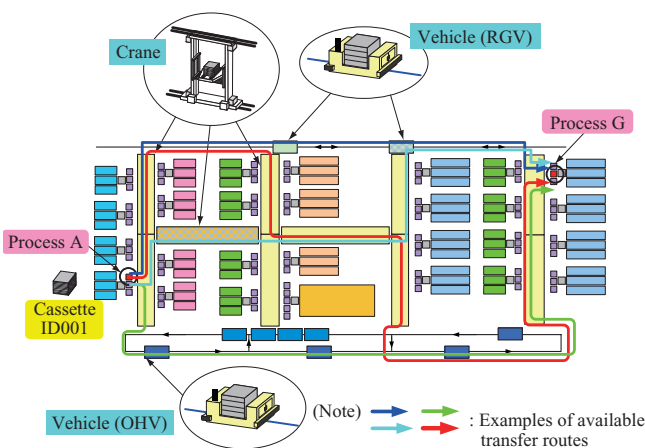 Crane
Vehicle (RGV)
Process G
Process A
Cassette
ID001
Vehicle (OHV)
(Note)
: Examples of available
transfer routes